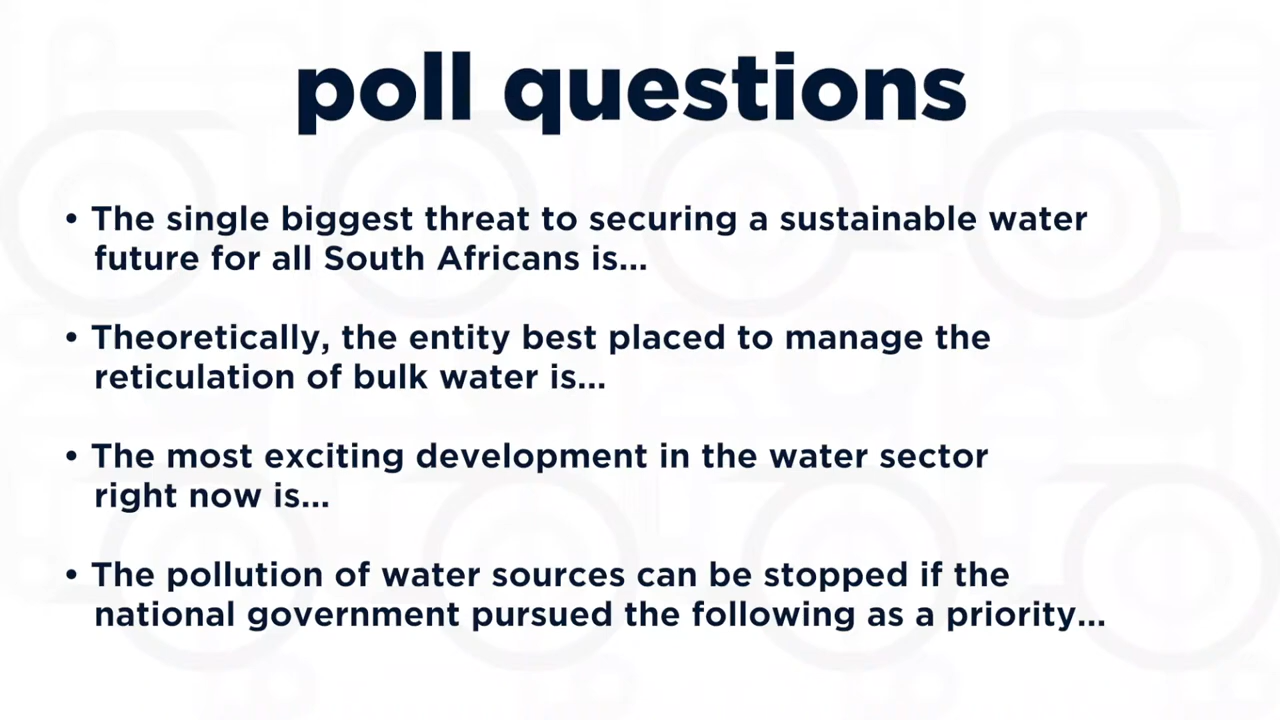 poll questions
• The single biggest threat to securing a sustainable water
future for all South Africans is...
• Theoretically, the entity best placed to manage the
reticulation of bulk water is...
• The most exciting development in the water sector
right now is...
• The pollution of water sources can be stopped if the
national government pursued the following as a priority...